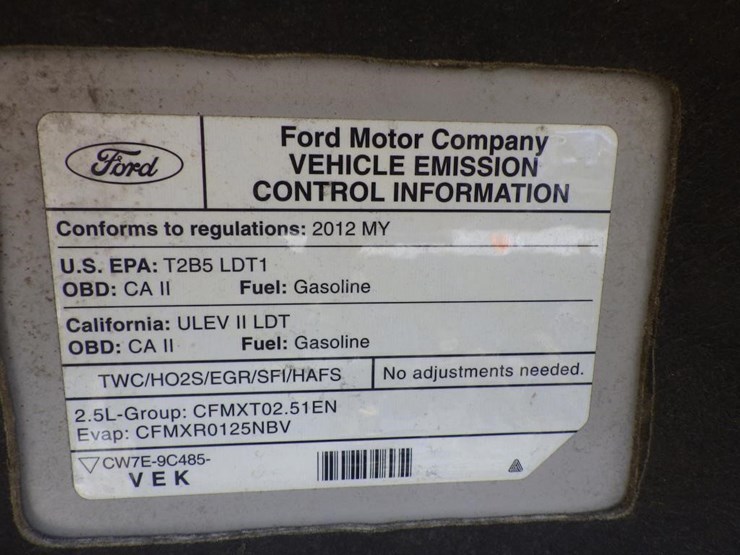 Ford
Ford Motor Company
VEHICLE EMISSION
CONTROL INFORMATION
Conforms to regulations: 2012 MY
U.S. EPA: T2B5 LDT1
OBD: CA II Fuel: Gasoline
California: ULEV II LDT
OBD: CA II Fuel: Gasoline
TWC/HO2S/EGR/SFI/HAFS No adjustments needed.
2.5L-Group: CFMXT02.51EN
Evap: CFMXR0125NBV
CW7E-9C485-
VEK